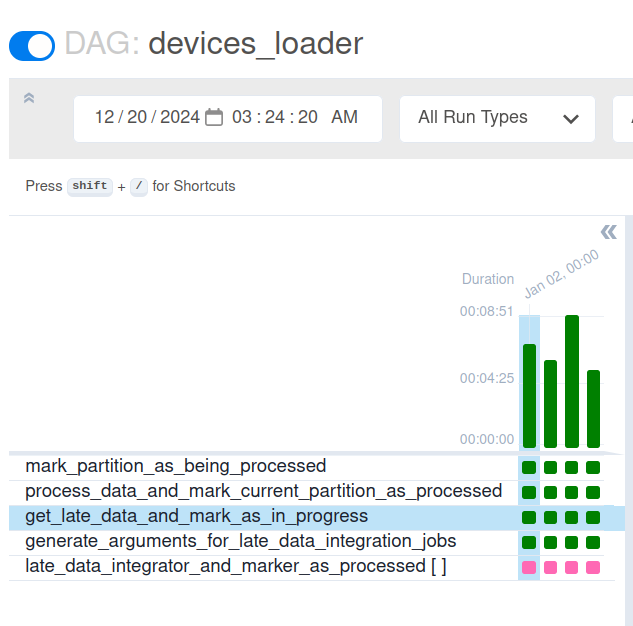 DAG: devices_loader
12 / 20 / 2024 03 : 24 : 20 AM
All Run Types
Press shift + / for Shortcuts
Duration
Jan 02, 00:00
00:08:51
00:04:25
00:00:00
mark_partition_as_being_processed
process_data_and_mark_current_partition_as_processed
get_late_data_and_mark_as_in_progress
generate_arguments_for_late_data_integration_jobs
late_data_integrator_and_marker_as_processed [ ]